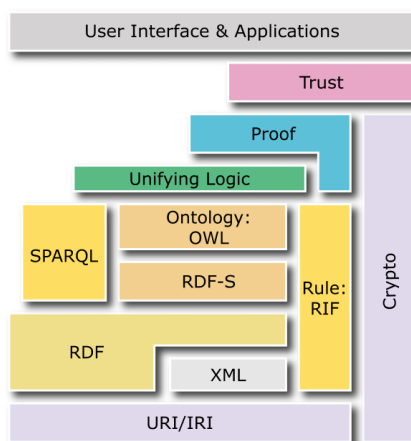 User Interface & Applications
Trust
Proof
Unifying Logic
Ontology:
OWL
SPARQL
RDF-S
Rule:
RIF
Crypto
RDF
XML
URI/IRI